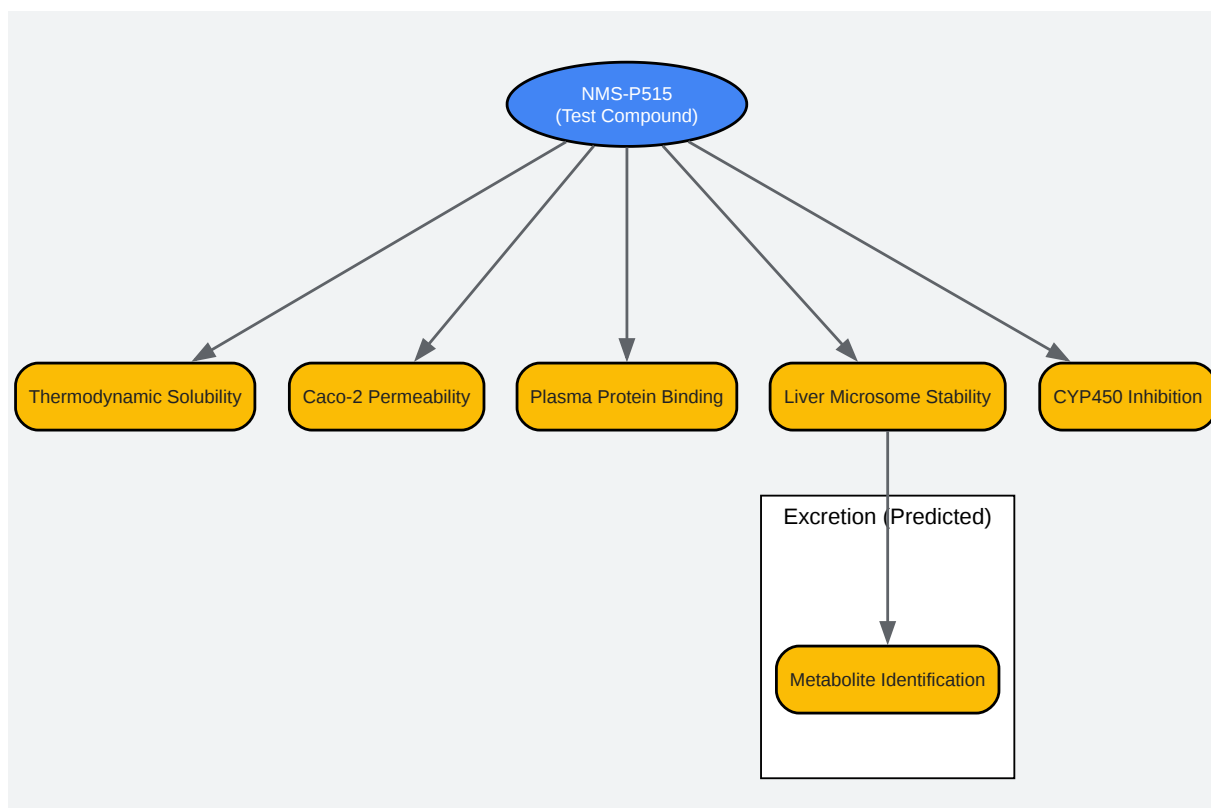 NMS-P515
(Test Compound)
Thermodynamic Solubility
Caco-2 Permeability
Plasma Protein Binding
Liver Microsome Stability
CYP450 Inhibition
Excretion (Predicted)
Metabolite Identification